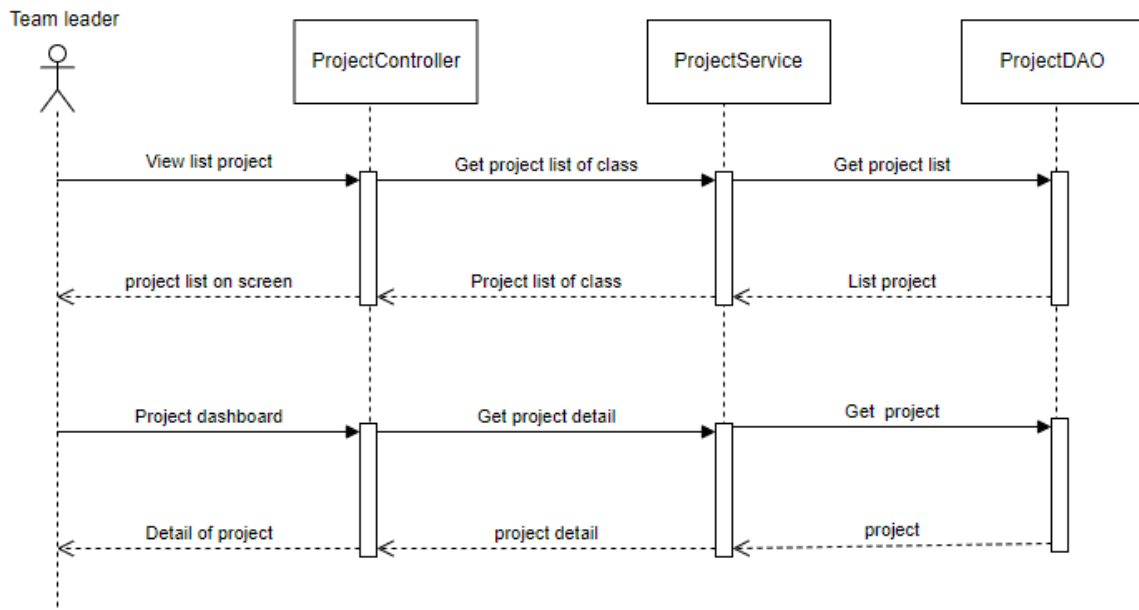 Team leader
ProjectController
ProjectService
ProjectDAO
View list project
Get project list of class
Get project list
project list on screen
Project list of class
List project
Project dashboard
Get project detail
Get project
Detail of project
project detail
project